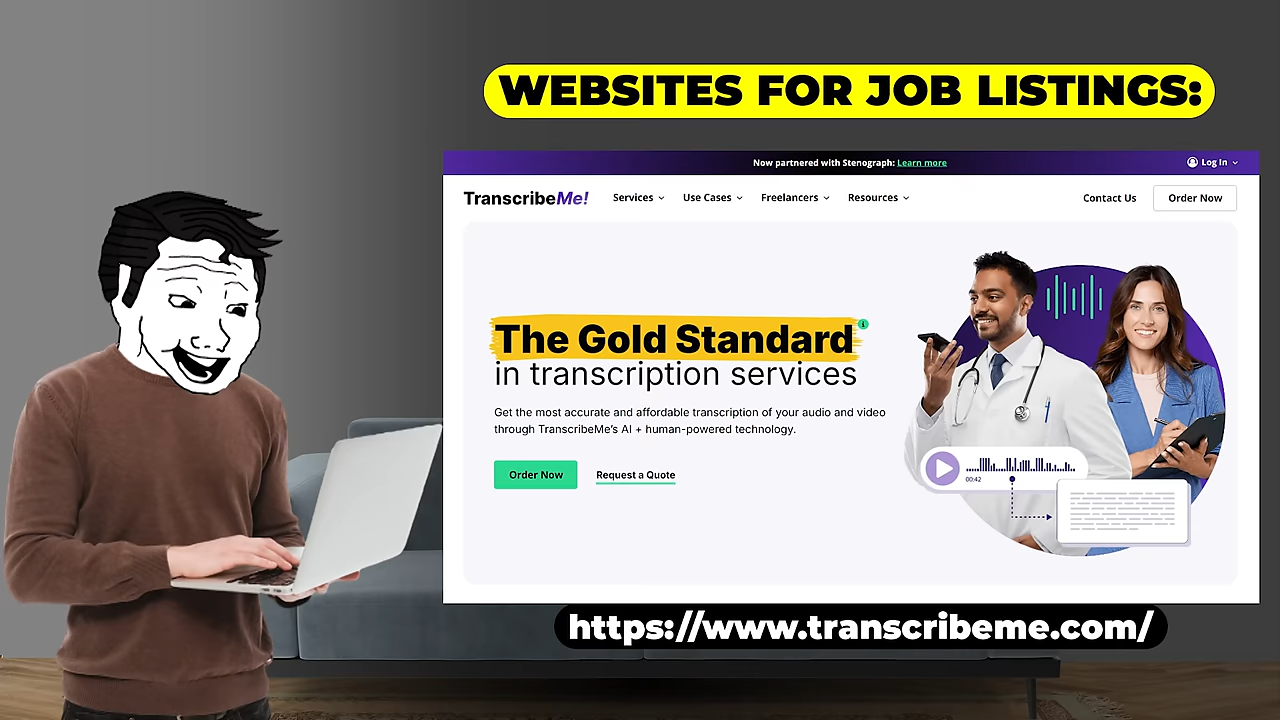 WEBSITES FOR JOB LISTINGS:
Now partnered with Stenograph: Learn more
Log In
TranscribeMe!
Services
Use Cases
Freelancers
Resources
Contact Us
Order Now
The Gold Standard
in transcription services
Get the most accurate and affordable transcription of your audio and video
through TranscribeMe's AI + human-powered technology.
Order Now
Request a Quote
00:42
https://www.transcribeme.com/